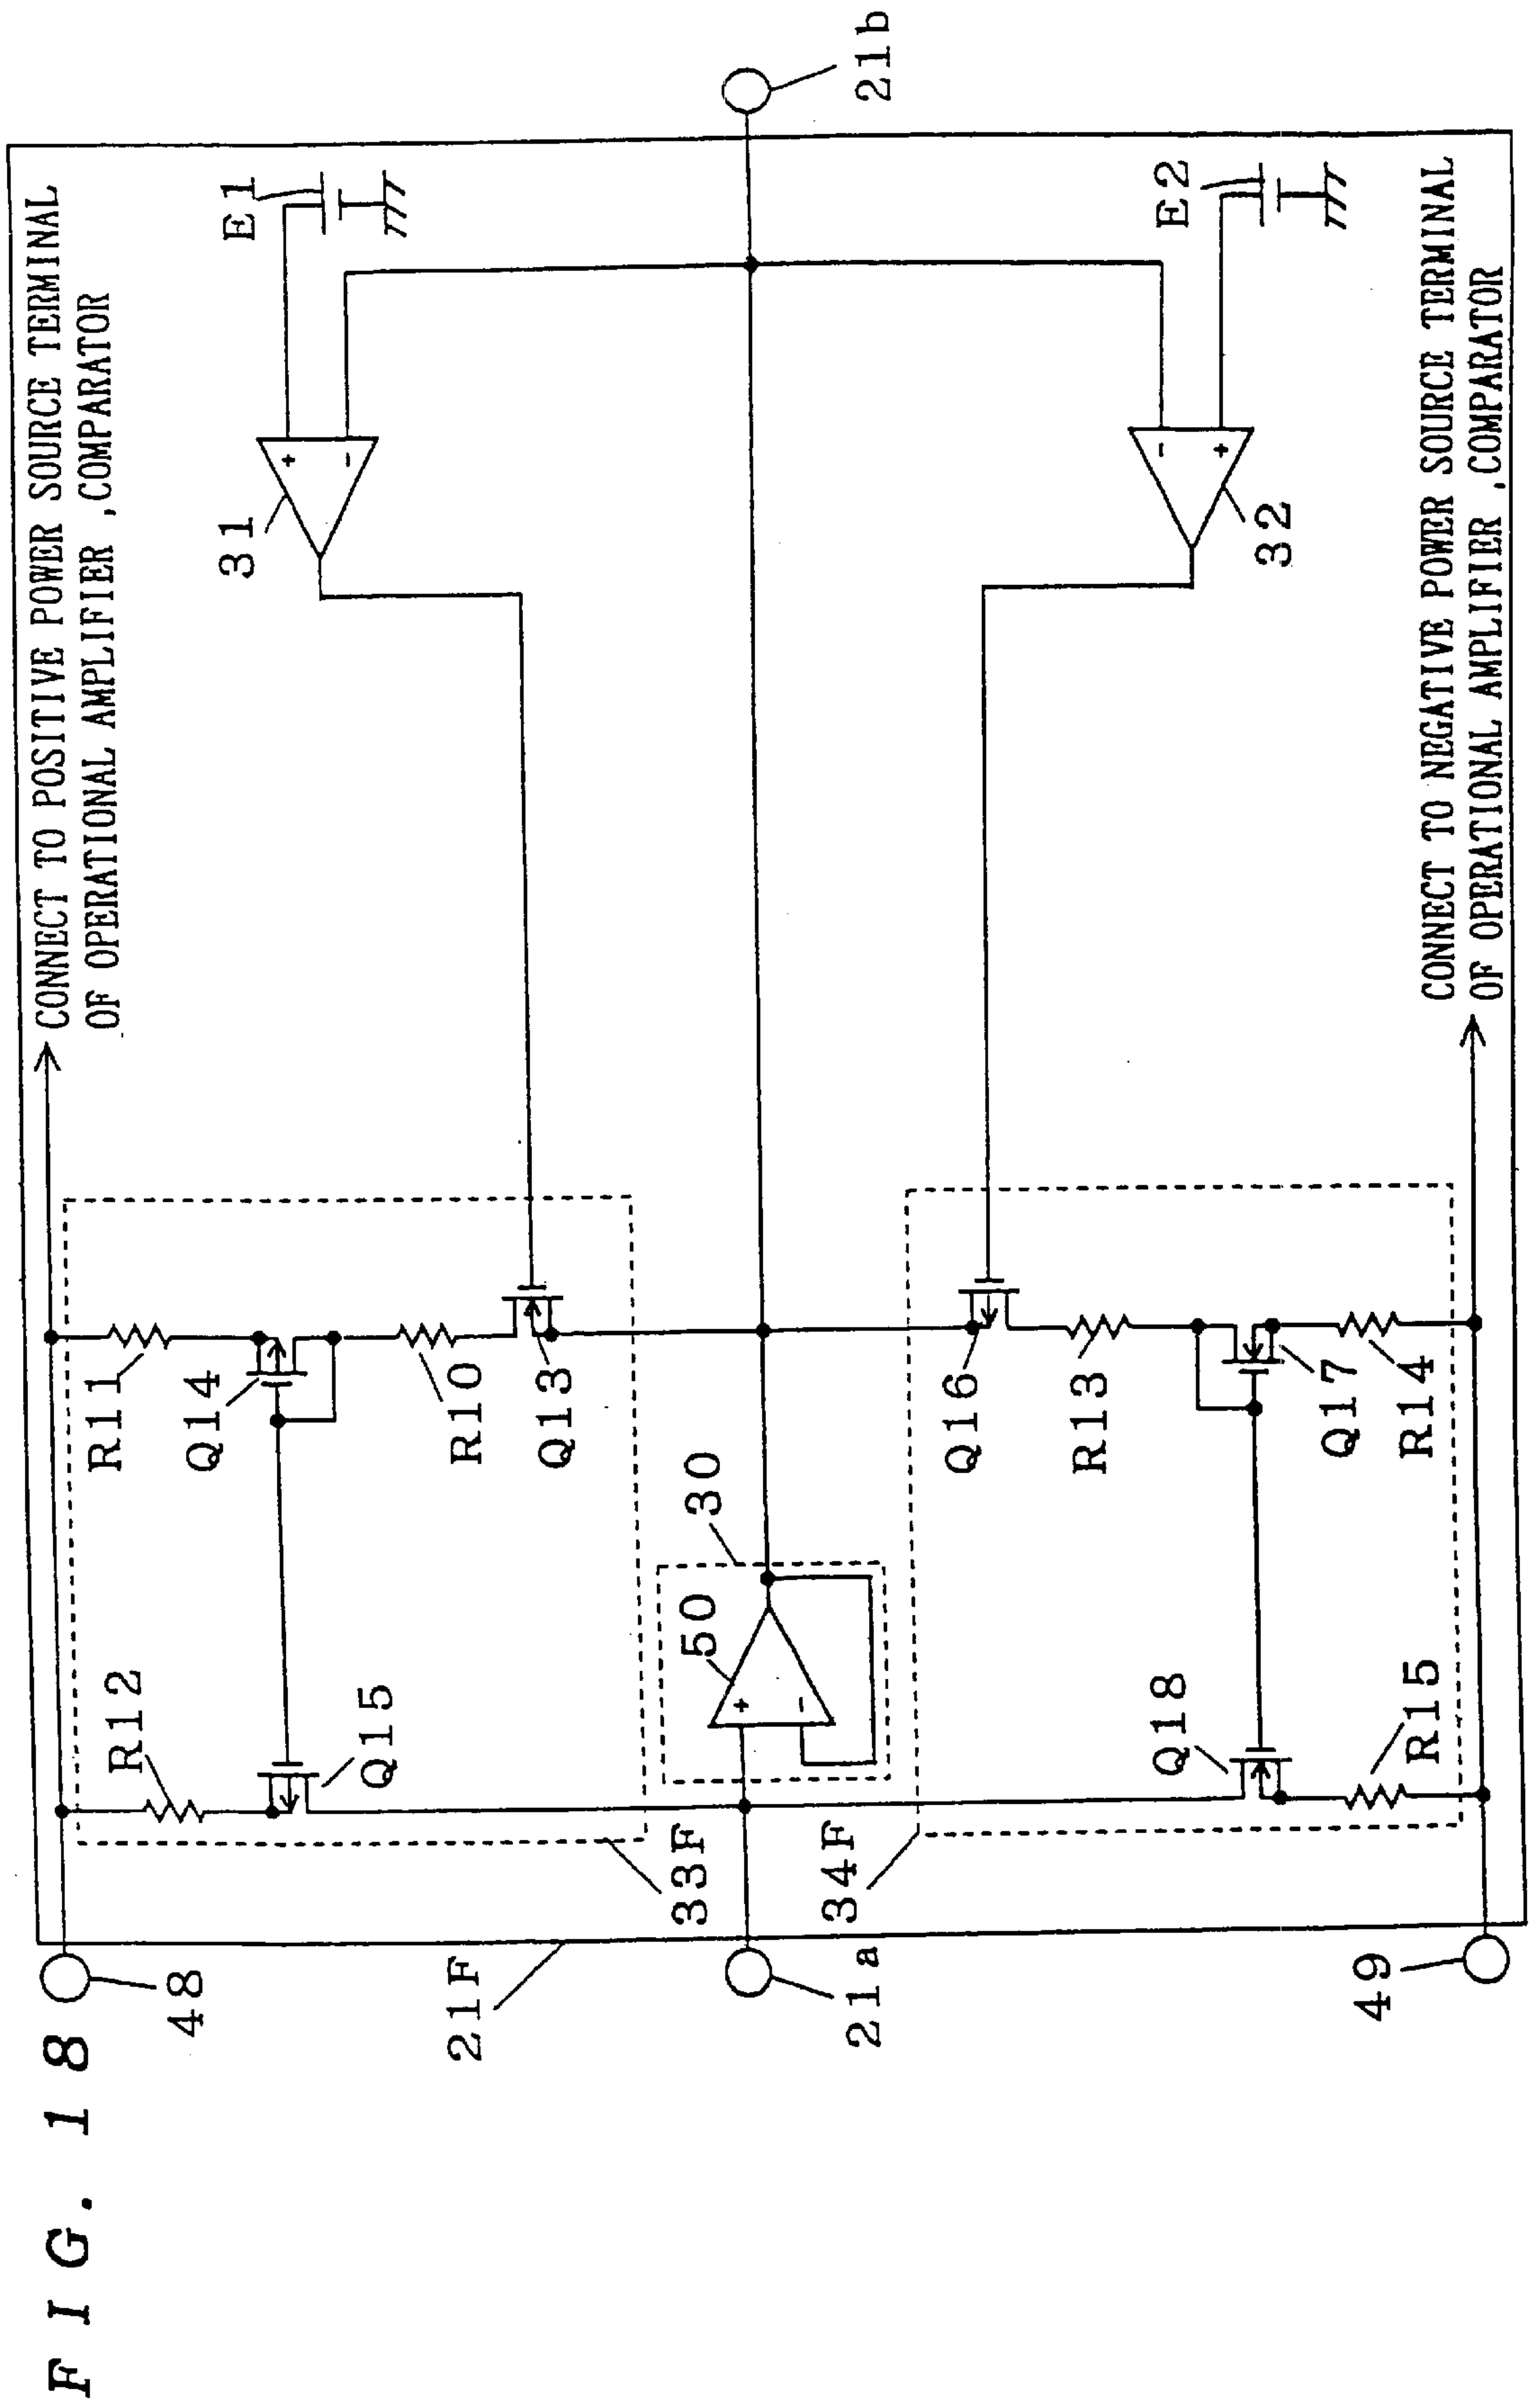 FIG. 18
48
CONNECT TO POSITIVE POWER SOURCE TERMINAL
OF OPERATIONAL AMPLIFIER ,COMPARATOR
R12
R11
Q15
Q14
R10
Q13
31
+
-
E1
33F
21F
21a
30
50
+
-
21b
34F
Q16
R13
Q18
Q17
R15
R14
32
-
+
E2
49
CONNECT TO NEGATIVE POWER SOURCE TERMINAL
OF OPERATIONAL AMPLIFIER ,COMPARATOR